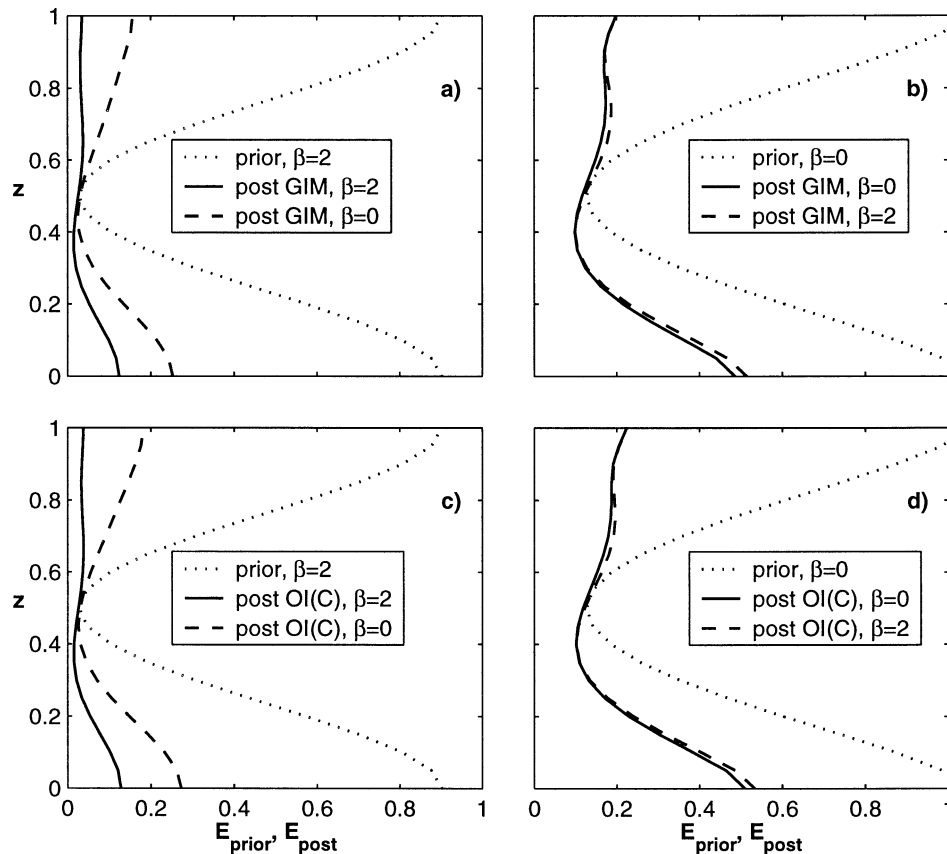 1
0.8
0.6
0.4
0.2
0
z
a)
prior, β=2
post GIM, β=2
post GIM, β=0
b)
prior, β=0
post GIM, β=0
post GIM, β=2
1
0.8
0.6
0.4
0.2
0
z
c)
prior, β=2
post OI(C), β=2
post OI(C), β=0
0 0.2 0.4 0.6 0.8 1
E_prior, E_post
d)
prior, β=0
post OI(C), β=0
post OI(C), β=2
0 0.2 0.4 0.6 0.8 1
E_prior, E_post